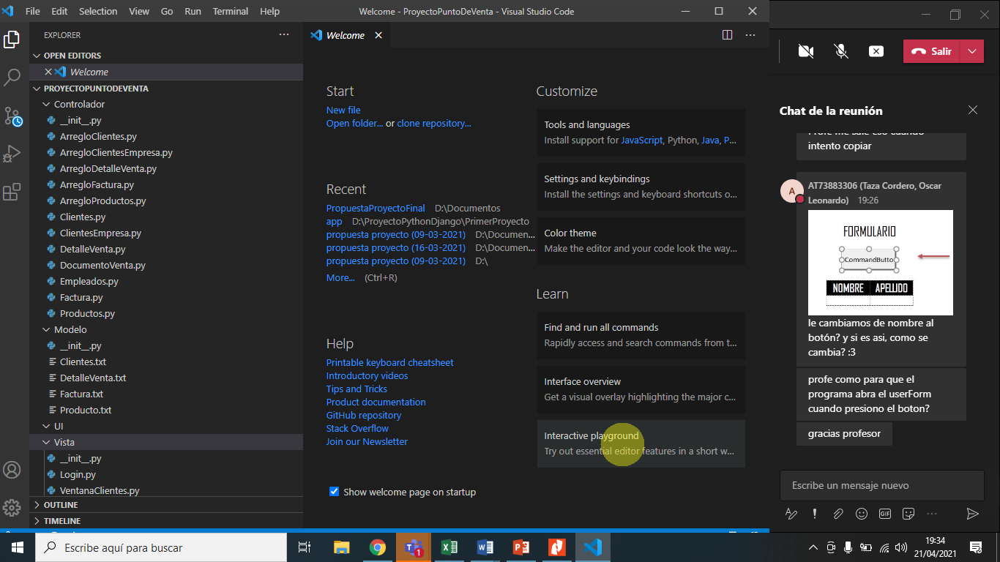 File Edit Selection View Go Run Terminal Help
Welcome - ProyectoPuntoDeVenta - Visual Studio Code
EXPLORER
OPEN EDITORS
Welcome
PROYECTOPUNTODEVENTA
Controlador
__init__.py
ArregloClientes.py
ArregloClientesEmpresa.py
ArregloDetalleVenta.py
ArregloFactura.py
ArregloProductos.py
Clientes.py
ClientesEmpresa.py
DetalleVenta.py
DocumentoVenta.py
Empleados.py
Factura.py
Productos.py
Modelo
__init__.py
Clientes.txt
DetalleVenta.txt
Factura.txt
Producto.txt
UI
Vista
__init__.py
Login.py
VentanaClientes.py
OUTLINE
TIMELINE
Welcome
Start
New file
Open folder... or clone repository...
Recent
PropuestaProyectoFinal D:\Documentos
app D:\ProyectoPythonDjango\PrimerProyecto
propuesta proyecto (09-03-2021) D:\Documen...
propuesta proyecto (16-03-2021) D:\Documen...
propuesta proyecto (09-03-2021) D:\
More... (Ctrl+R)
Help
Printable keyboard cheatsheet
Introductory videos
Tips and Tricks
Product documentation
GitHub repository
Stack Overflow
Join our Newsletter
Show welcome page on startup
Customize
Tools and languages
Install support for JavaScript, Python, Java, P...
Settings and keybindings
Install the settings and keyboard shortcuts o...
Color theme
Make the editor and your code look the way...
Learn
Find and run all commands
Rapidly access and search commands from t...
Interface overview
Get a visual overlay highlighting the major c...
Interactive playground
Try out essential editor features in a short w...
Salir
Chat de la reunión
Profe me sale eso cuando
intento copiar
A
AT73883306 (Taza Cordero, Oscar
Leonardo) 19:26
FORMULARIO
CommandButto
NOMBRE APELLIDO
le cambiamos de nombre al
botón? y si es asi, como se
cambia? :3
profe como para que el
programa abra el userForm
cuando presiono el boton?
gracias profesor
Escribe un mensaje nuevo
GIF
Escribe aquí para buscar
1
19:34
21/04/2021